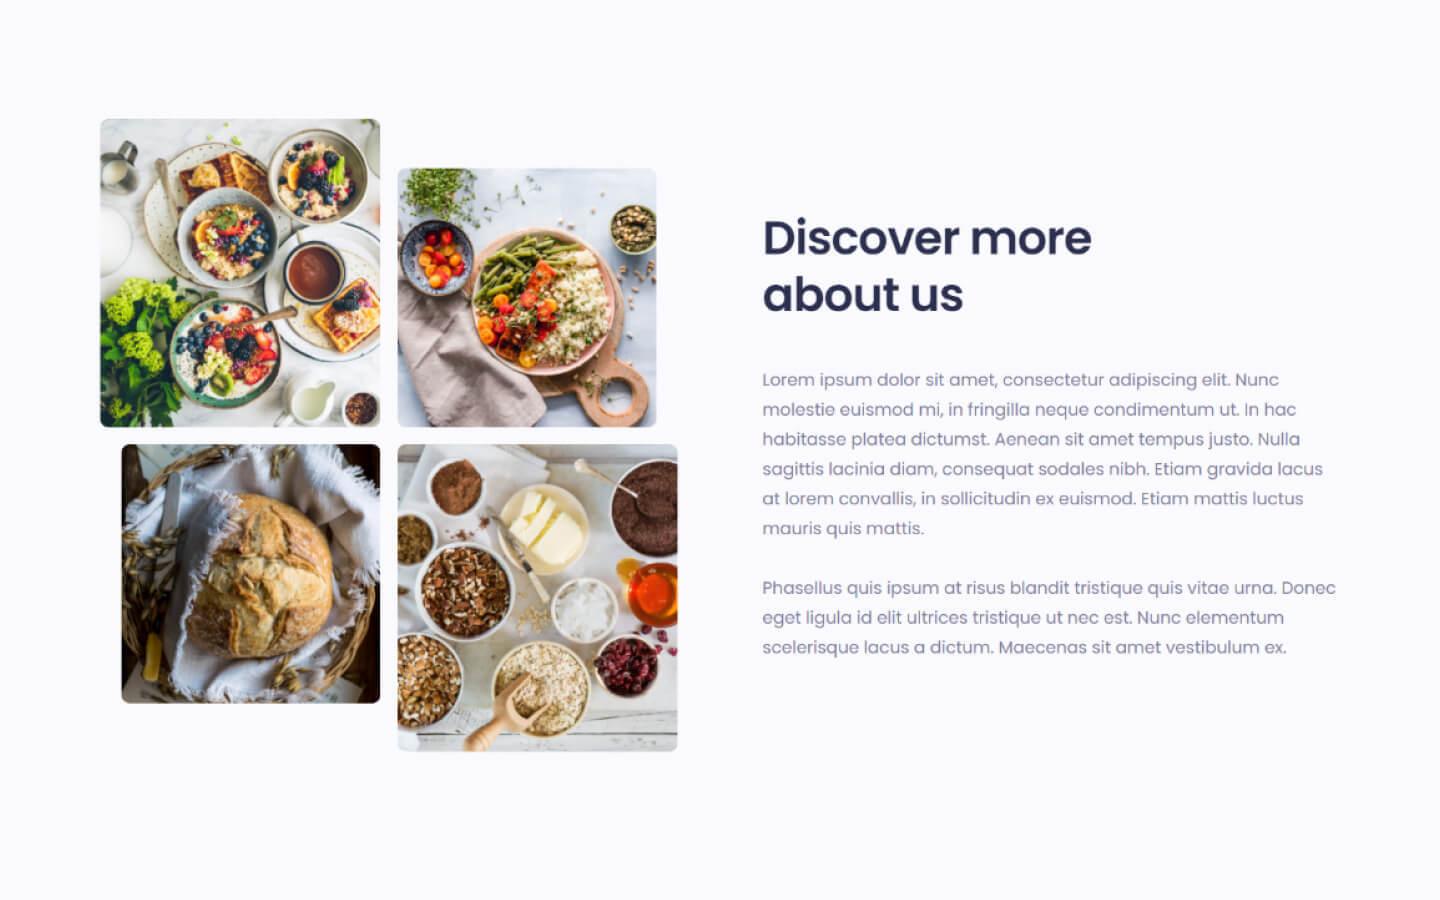 Discover more
about us
Lorem ipsum dolor sit amet, consectetur adipiscing elit. Nunc
molestie euismod mi, in fringilla neque condimentum ut. In hac
habitasse platea dictumst. Aenean sit amet tempus justo. Nulla
sagittis lacinia diam, consequat sodales nibh. Etiam gravida lacus
at lorem convallis, in sollicitudin ex euismod. Etiam mattis luctus
mauris quis mattis.
Phasellus quis ipsum at risus blandit tristique quis vitae urna. Donec
eget ligula id elit ultrices tristique ut nec est. Nunc elementum
scelerisque lacus a dictum. Maecenas sit amet vestibulum ex.